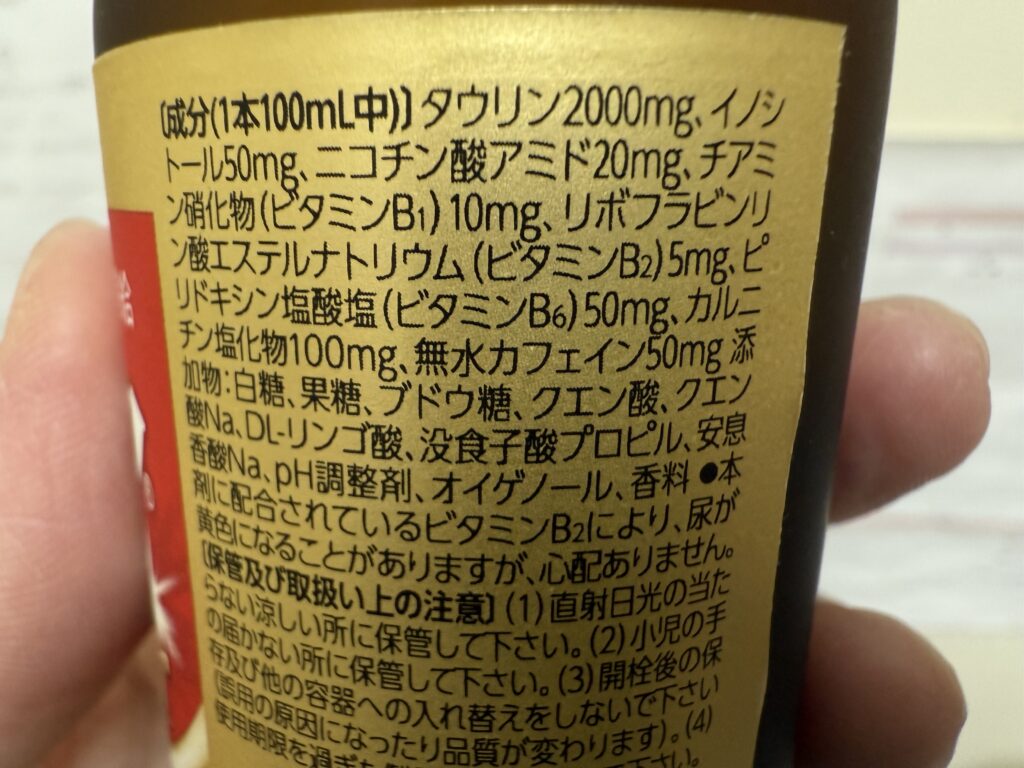 〔成分(1本100mL中)〕タウリン2000mg、イノシ
トール50mg、ニコチン酸アミド20mg、チアミ
ン硝化物(ビタミンB₁)10mg、リボフラビンリ
ン酸エステルナトリウム(ビタミンB₂)5mg、ピ
リドキシン塩酸塩(ビタミンB₆)50mg、カルニ
チン塩化物100mg、無水カフェイン50mg 添
加物:白糖、果糖、ブドウ糖、クエン酸、クエン
酸Na、DL-リンゴ酸、没食子酸プロピル、安息
香酸Na、pH調整剤、オイゲノール、香料 ●本
剤に配合されているビタミンB₂により、尿が
黄色になることがありますが、心配ありません。
〔保管及び取扱い上の注意〕(1)直射日光の当た
らない涼しい所に保管して下さい。(2)小児の手
の届かない所に保管して下さい。(3)開栓後の保
存及び他の容器への入れ替えをしないで下さい
(誤用の原因になったり品質が変わります)。(4)
使用期限を過ぎた
下さい。